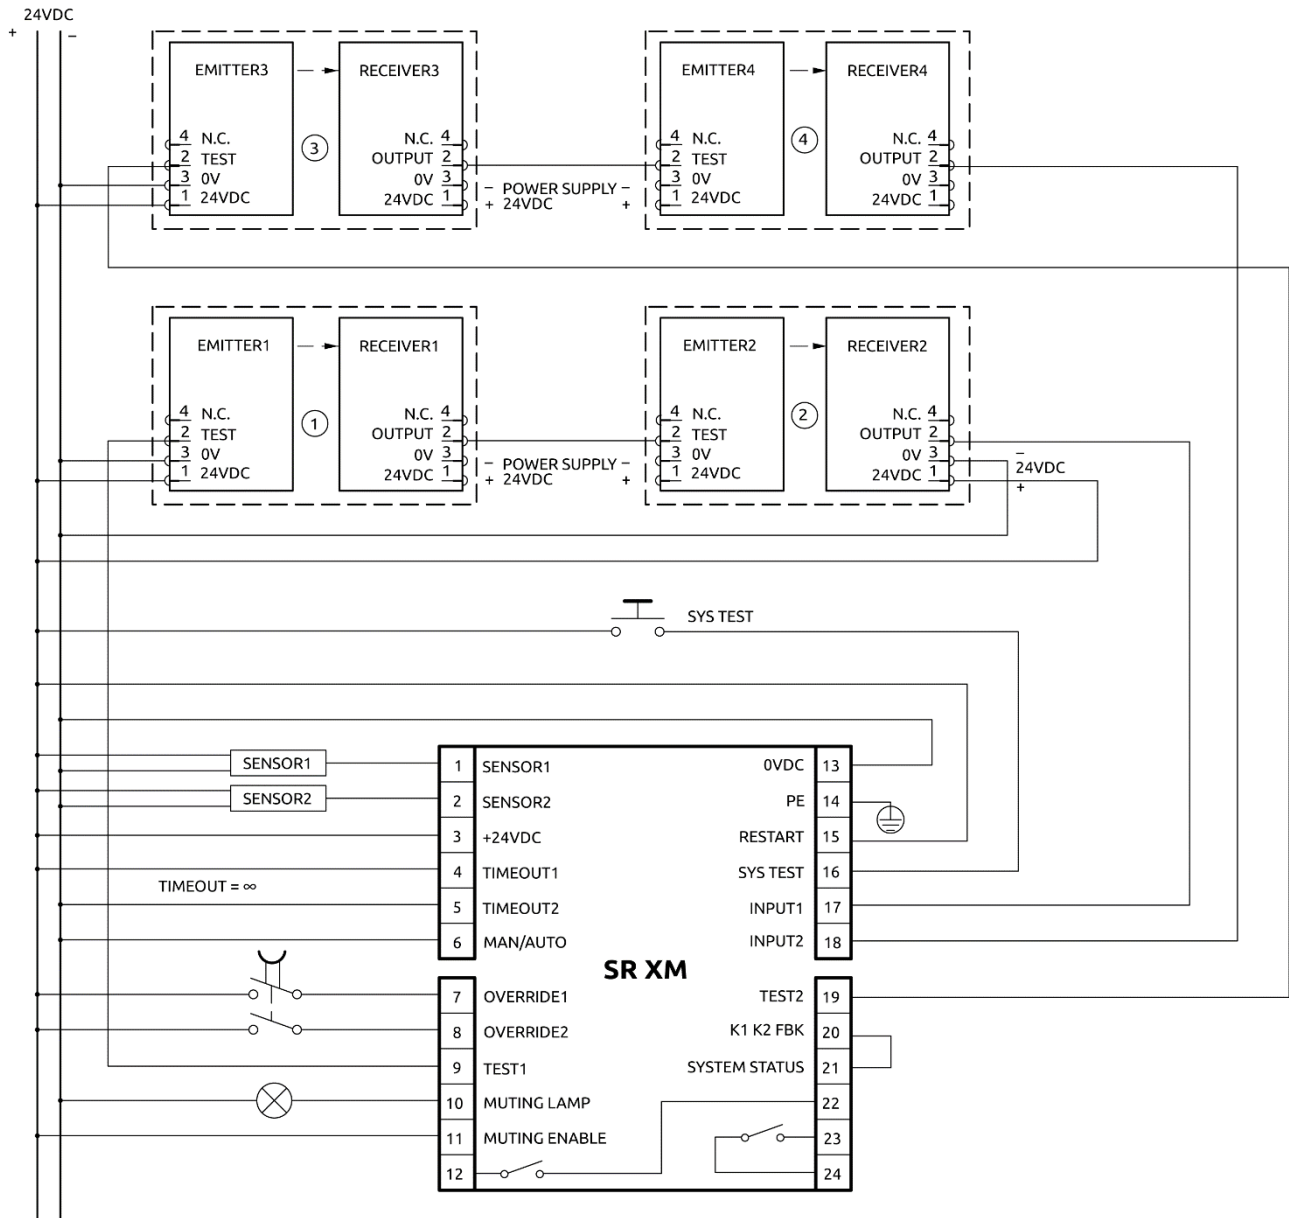 24VDC
+ –
EMITTER3 RECEIVER3
4 N.C.
2 TEST
3 0V
1 24VDC
3
N.C. 4
OUTPUT 2
0V 3
24VDC 1
– POWER SUPPLY –
+ 24VDC +
EMITTER4 RECEIVER4
4 N.C.
2 TEST
3 0V
1 24VDC
4
N.C. 4
OUTPUT 2
0V 3
24VDC 1
EMITTER1 RECEIVER1
4 N.C.
2 TEST
3 0V
1 24VDC
1
N.C. 4
OUTPUT 2
0V 3
24VDC 1
– POWER SUPPLY –
+ 24VDC +
EMITTER2 RECEIVER2
4 N.C.
2 TEST
3 0V
1 24VDC
2
N.C. 4
OUTPUT 2
0V 3
24VDC 1
–
24VDC
+
SYS TEST
SENSOR1
SENSOR2
TIMEOUT = ∞
1 SENSOR1
2 SENSOR2
3 +24VDC
4 TIMEOUT1
5 TIMEOUT2
6 MAN/AUTO
0VDC 13
PE 14
RESTART 15
SYS TEST 16
INPUT1 17
INPUT2 18
SR XM
7 OVERRIDE1
8 OVERRIDE2
9 TEST1
10 MUTING LAMP
11 MUTING ENABLE
12
TEST2 19
K1 K2 FBK 20
SYSTEM STATUS 21
22
23
24